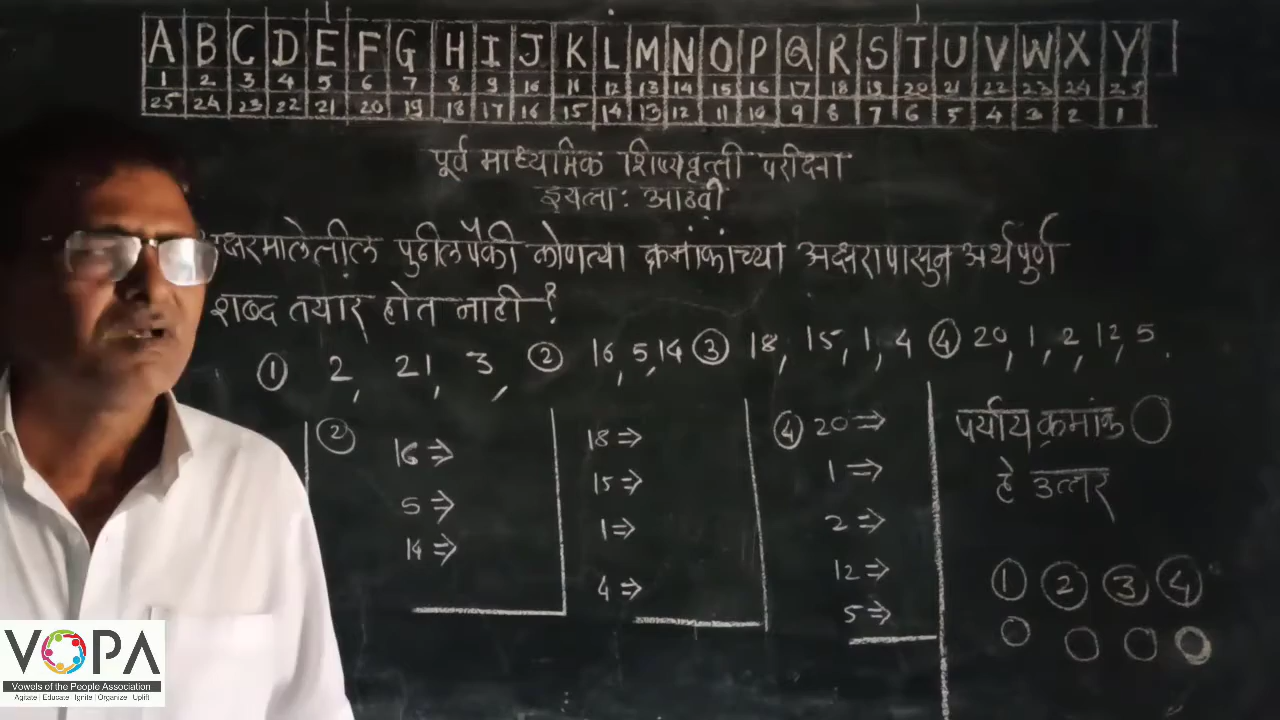 A B C D E F G H I J K L M N O P Q R S T U V W X Y
1 2 3 4 5 6 7 8 9 10 11 12 13 14 15 16 17 18 19 20 21 22 23 24 25
25 24 23 22 21 20 19 18 17 16 15 14 13 12 11 10 9 8 7 6 5 4 3 2 1
पूर्व माध्यमिक शिष्यवृत्ती परीक्षा
इयत्ता: आठवी
क्षरमालेतील पुढीलपैकी कोणत्या क्रमांकांच्या अक्षरापासुन अर्थपुर्ण
शब्द तयार होत नाही?
① 2, 21, 3, ② 16, 5, 14 ③ 18, 15, 1, 4 ④ 20, 1, 2, 12, 5.
② 16 ⇒
5 ⇒
14 ⇒
18 ⇒
15 ⇒
1 ⇒
4 ⇒
④ 20 ⇒
1 ⇒
2 ⇒
12 ⇒
5 ⇒
पर्याय क्रमांक
हे उत्तर
① ② ③ ④
VOPA
Vowels of the People Association
Agitate | Educate | Ignite | Organize | Uplift